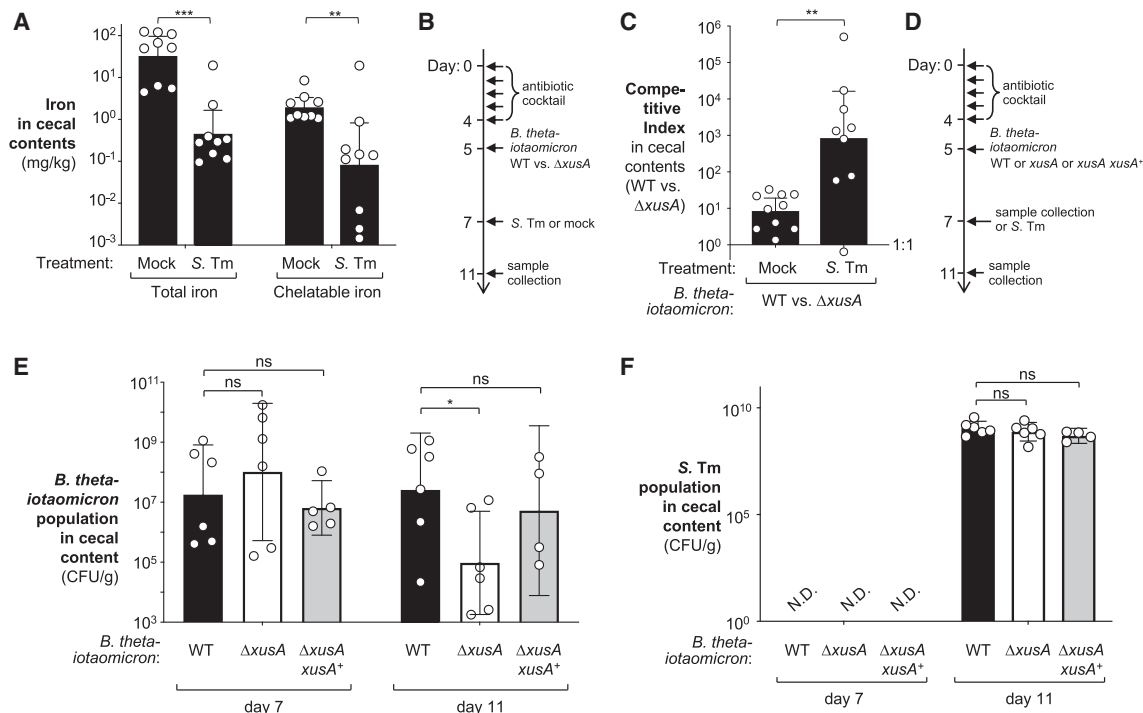 A
***
**
10²
10¹
10⁰
10⁻¹
10⁻²
10⁻³
Iron
in cecal
contents
(mg/kg)
Treatment:
Mock
S. Tm
Mock
S. Tm
Total iron
Chelatable iron
B
Day: 0
antibiotic
cocktail
4
B. theta-
iotaomicron
5
WT vs. ΔxusA
7
S. Tm or mock
11
sample
collection
C
**
10⁶
10⁵
10⁴
10³
10²
10¹
10⁰
Compe-
titive
Index
in cecal
contents
(WT vs.
ΔxusA)
1:1
Treatment:
Mock
S. Tm
B. theta-
iotaomicron:
WT vs. ΔxusA
D
Day: 0
antibiotic
cocktail
4
B. theta-
iotaomicron
5
WT or xusA or xusA xusA⁺
7
sample collection
or S. Tm
11
sample
collection
E
ns
ns
ns
*
10¹¹
10⁹
10⁷
10⁵
10³
B. theta-
iotaomicron
population
in cecal
content
(CFU/g)
B. theta-
iotaomicron:
WT
ΔxusA
ΔxusA
xusA⁺
WT
ΔxusA
ΔxusA
xusA⁺
day 7
day 11
F
ns
ns
10¹⁰
10⁵
10⁰
S. Tm
population
in cecal
content
(CFU/g)
N.D.
N.D.
N.D.
B. theta-
iotaomicron:
WT
ΔxusA
ΔxusA
xusA⁺
WT
ΔxusA
ΔxusA
xusA⁺
day 7
day 11